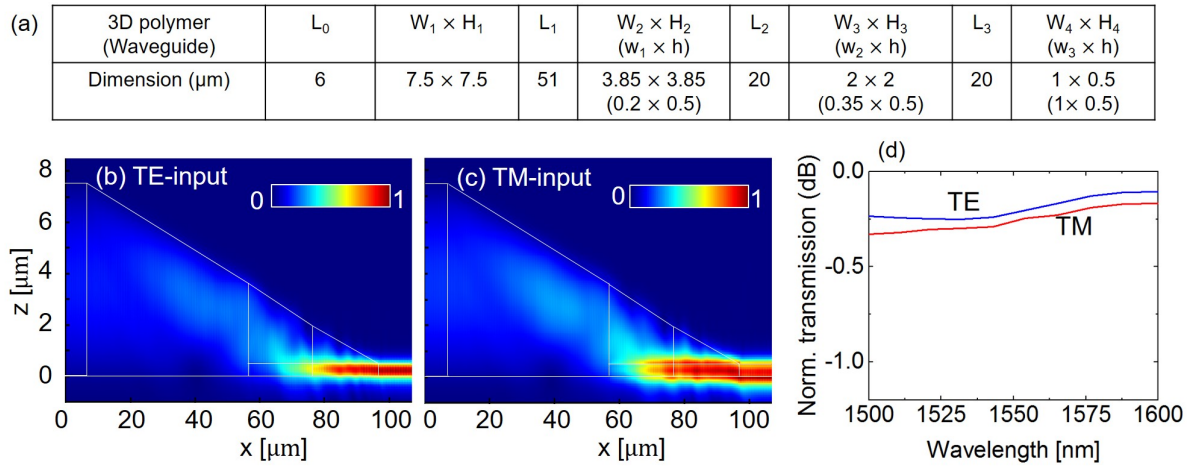 (a)
3D polymer (Waveguide) L₀ W₁ × H₁ L₁ W₂ × H₂ (w₁ × h) L₂ W₃ × H₃ (w₂ × h) L₃ W₄ × H₄ (w₃ × h)
Dimension (μm) 6 7.5 × 7.5 51 3.85 × 3.85 (0.2 × 0.5) 20 2 × 2 (0.35 × 0.5) 20 1 × 0.5 (1× 0.5)
(b) TE-input
0 1
8
6
4
2
0
z [μm]
0 20 40 60 80 100
x [μm]
(c) TM-input
0 1
0 20 40 60 80 100
x [μm]
(d)
0.0
-0.5
-1.0
Norm. transmission (dB)
TE
TM
1500 1525 1550 1575 1600
Wavelength [nm]